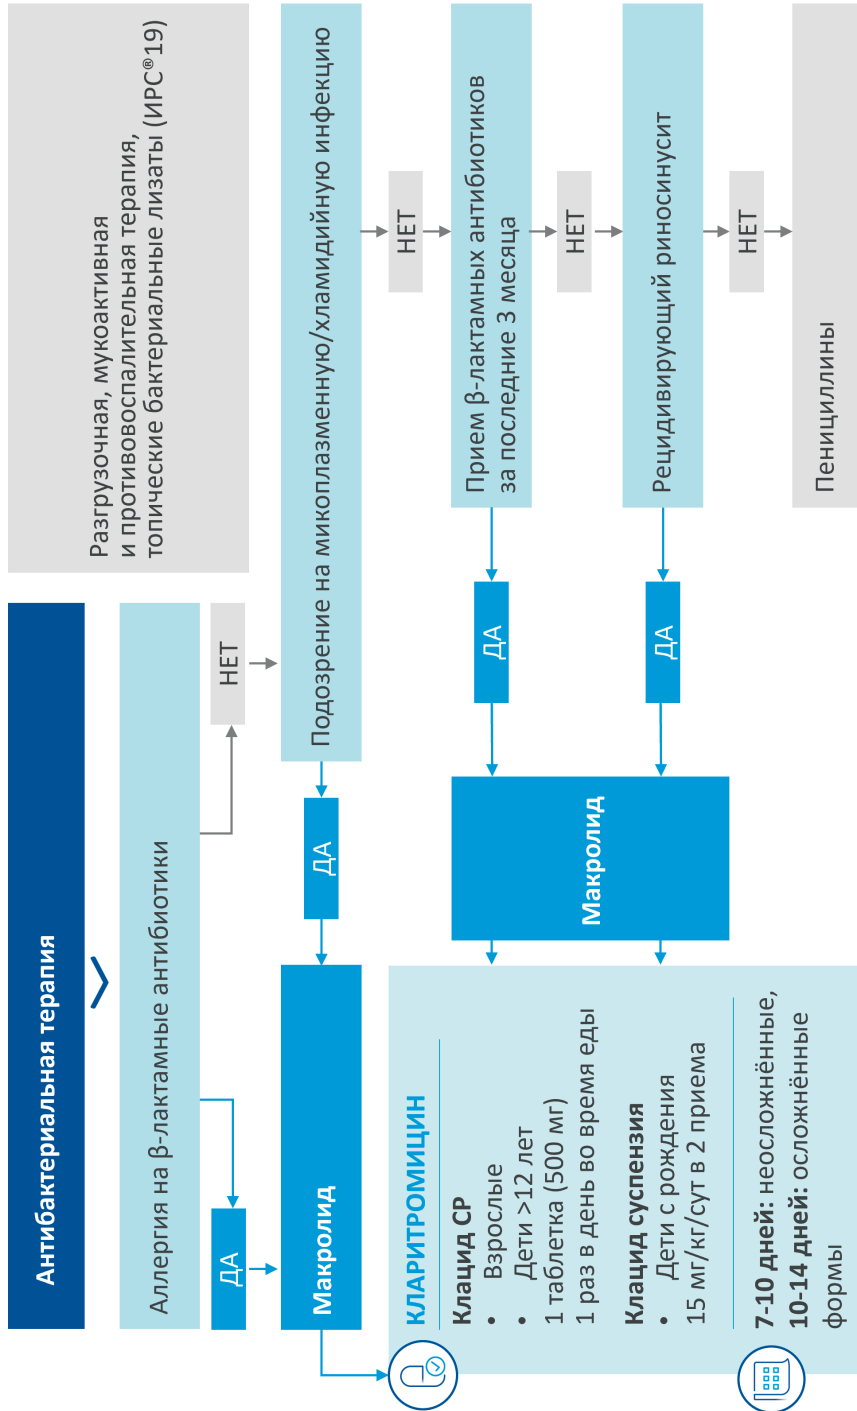 Антибактериальная терапия
Разгрузочная, мукоактивная
и противовоспалительная терапия,
топические бактериальные лизаты (ИРС®19)
Аллергия на β-лактамные антибиотики
ДА
НЕТ
Макролид
ДА
Подозрение на микоплазменную/хламидийную инфекцию
НЕТ
Прием β-лактамных антибиотиков
за последние 3 месяца
ДА
НЕТ
Макролид
Рецидивирующий риносинусит
ДА
НЕТ
Пенициллины
КЛАРИТРОМИЦИН
Клацид СР
• Взрослые
• Дети >12 лет
1 таблетка (500 мг)
1 раз в день во время еды
Клацид суспензия
• Дети с рождения
15 мг/кг/сут в 2 приема
7-10 дней: неосложнённые,
10-14 дней: осложнённые
формы